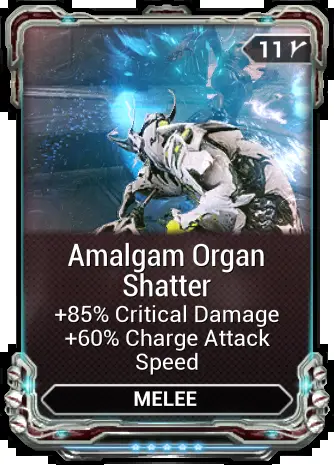 11
Amalgam Organ
Shatter
+85% Critical Damage
+60% Charge Attack
Speed
MELEE